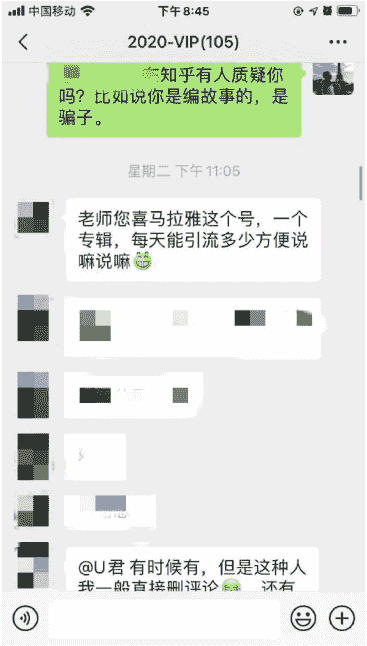 中国移动 下午8:45
2020-VIP(105)
有知乎有人质疑你
吗？比如说你是编故事的，是
骗子。
星期二 下午11:05
老师您喜马拉雅这个号，一个
专辑，每天能引流多少方便说
嘛说嘛
@U君 有时候有，但是这种人
我一般直接删评论 还有